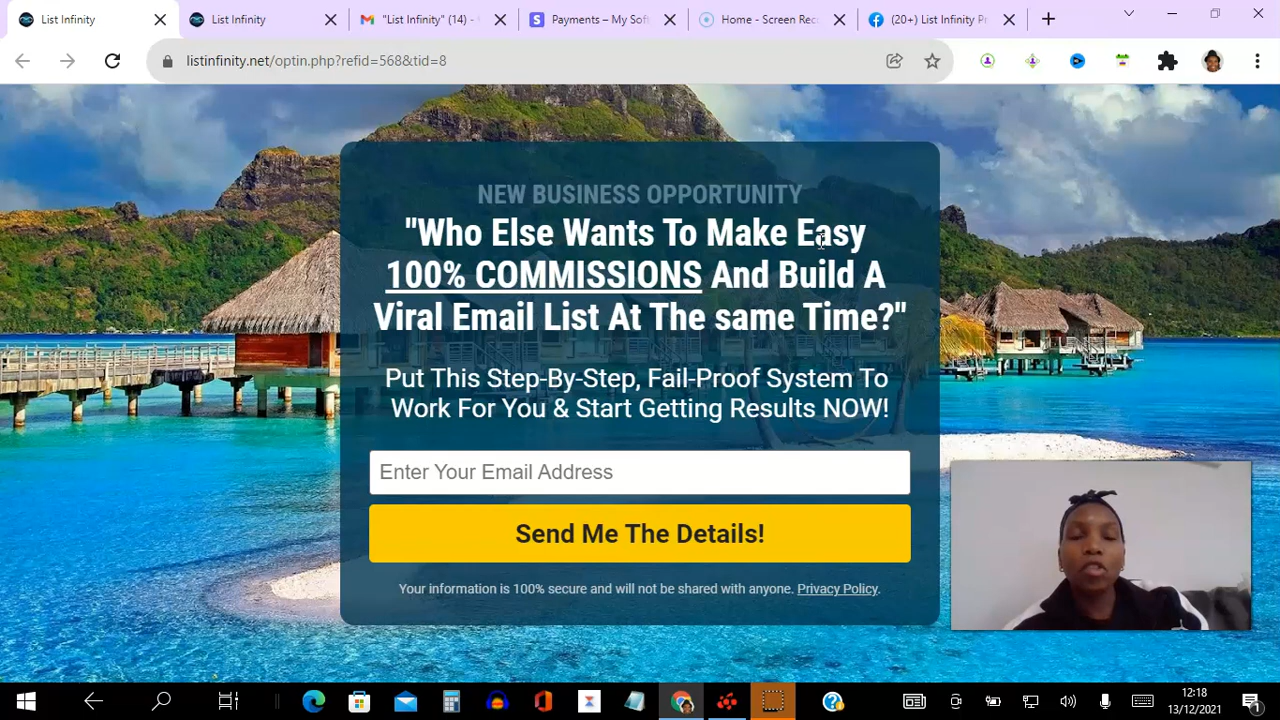 List Infinity
List Infinity
"List Infinity" (14) -
Payments – My Sof
Home - Screen Rec
(20+) List Infinity Pr
listinfinity.net/optin.php?refid=568&tid=8
NEW BUSINESS OPPORTUNITY
"Who Else Wants To Make Easy
100% COMMISSIONS And Build A
Viral Email List At The same Time?"
Put This Step-By-Step, Fail-Proof System To
Work For You & Start Getting Results NOW!
Enter Your Email Address
Send Me The Details!
Your information is 100% secure and will not be shared with anyone. Privacy Policy.
12:18
13/12/2021